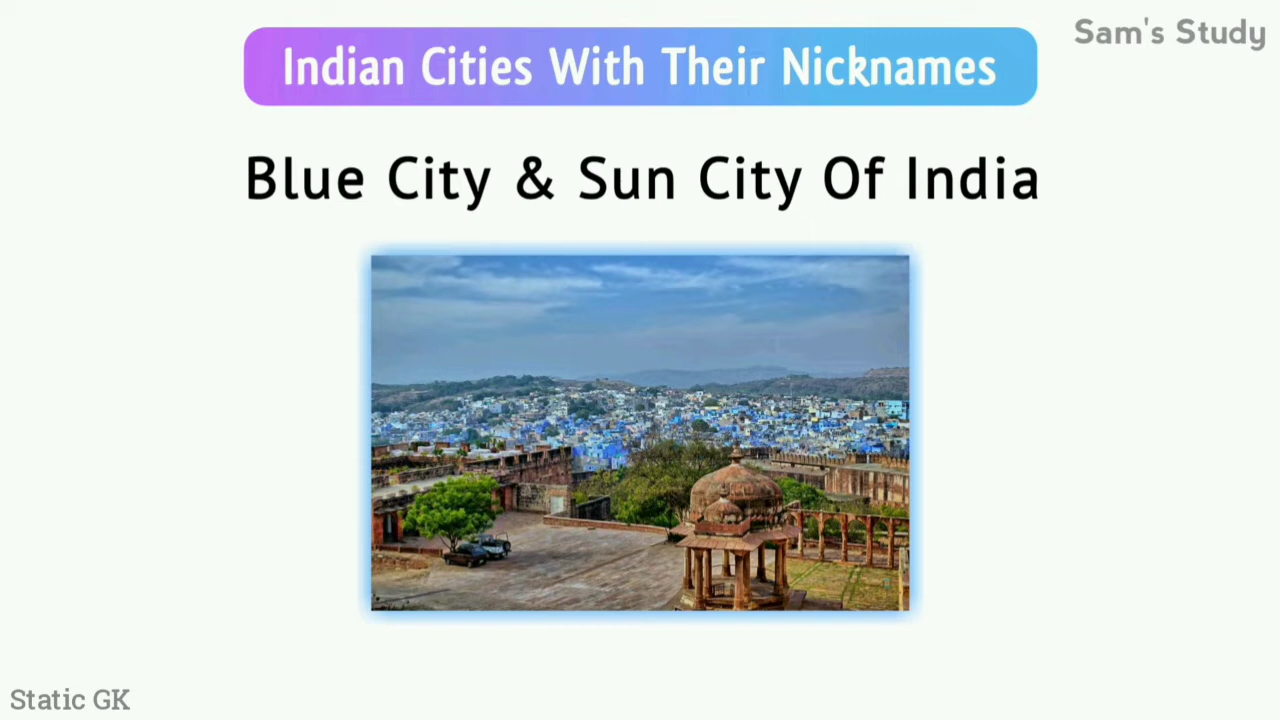 Sam's Study
Indian Cities With Their Nicknames
Blue City & Sun City Of India
Static GK